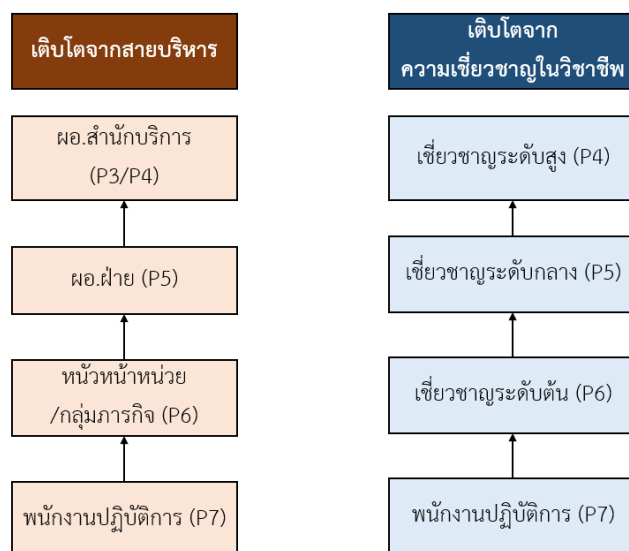 เติบโตจากสายบริหาร
ผอ.สำนักบริการ
(P3/P4)
ผอ.ฝ่าย (P5)
หนัวหน้าหน่วย
/กลุ่มภารกิจ (P6)
พนักงานปฏิบัติการ (P7)
เติบโตจาก
ความเชี่ยวชาญในวิชาชีพ
เชี่ยวชาญระดับสูง (P4)
เชี่ยวชาญระดับกลาง (P5)
เชี่ยวชาญระดับต้น (P6)
พนักงานปฏิบัติการ (P7)